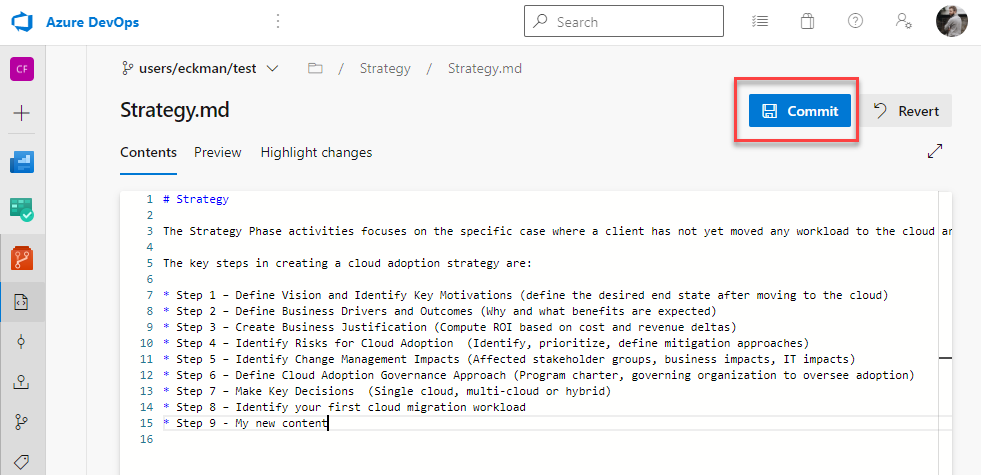 Azure DevOps
Search
CF
users/eckman/test / Strategy / Strategy.md
Strategy.md
Commit
Revert
Contents Preview Highlight changes
1 # Strategy
2
3 The Strategy Phase activities focuses on the specific case where a client has not yet moved any workload to the cloud
4
5 The key steps in creating a cloud adoption strategy are:
6
7 * Step 1 – Define Vision and Identify Key Motivations (define the desired end state after moving to the cloud)
8 * Step 2 – Define Business Drivers and Outcomes (Why and what benefits are expected)
9 * Step 3 – Create Business Justification (Compute ROI based on cost and revenue deltas)
10 * Step 4 – Identify Risks for Cloud Adoption  (Identify, prioritize, define mitigation approaches)
11 * Step 5 – Identify Change Management Impacts (Affected stakeholder groups, business impacts, IT impacts)
12 * Step 6 – Define Cloud Adoption Governance Approach (Program charter, governing organization to oversee adoption)
13 * Step 7 – Make Key Decisions  (Single cloud, multi-cloud or hybrid)
14 * Step 8 – Identify your first cloud migration workload
15 * Step 9 - My new content
16